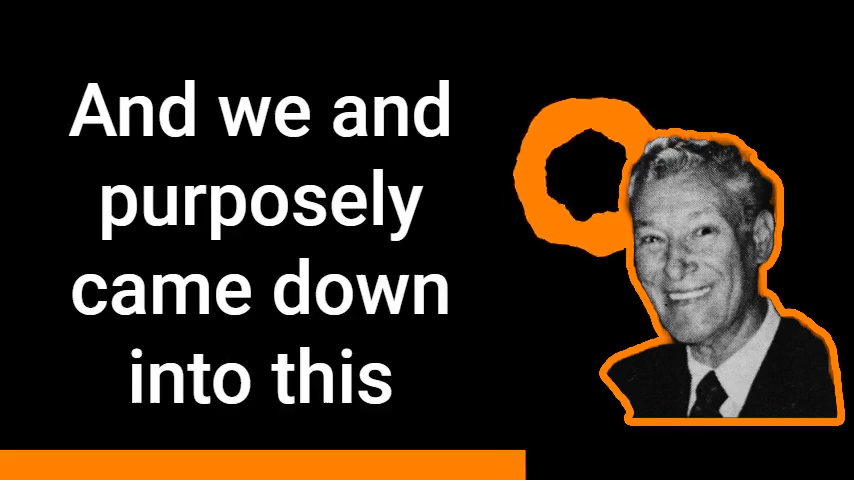 And we and
purposely
came down
into this